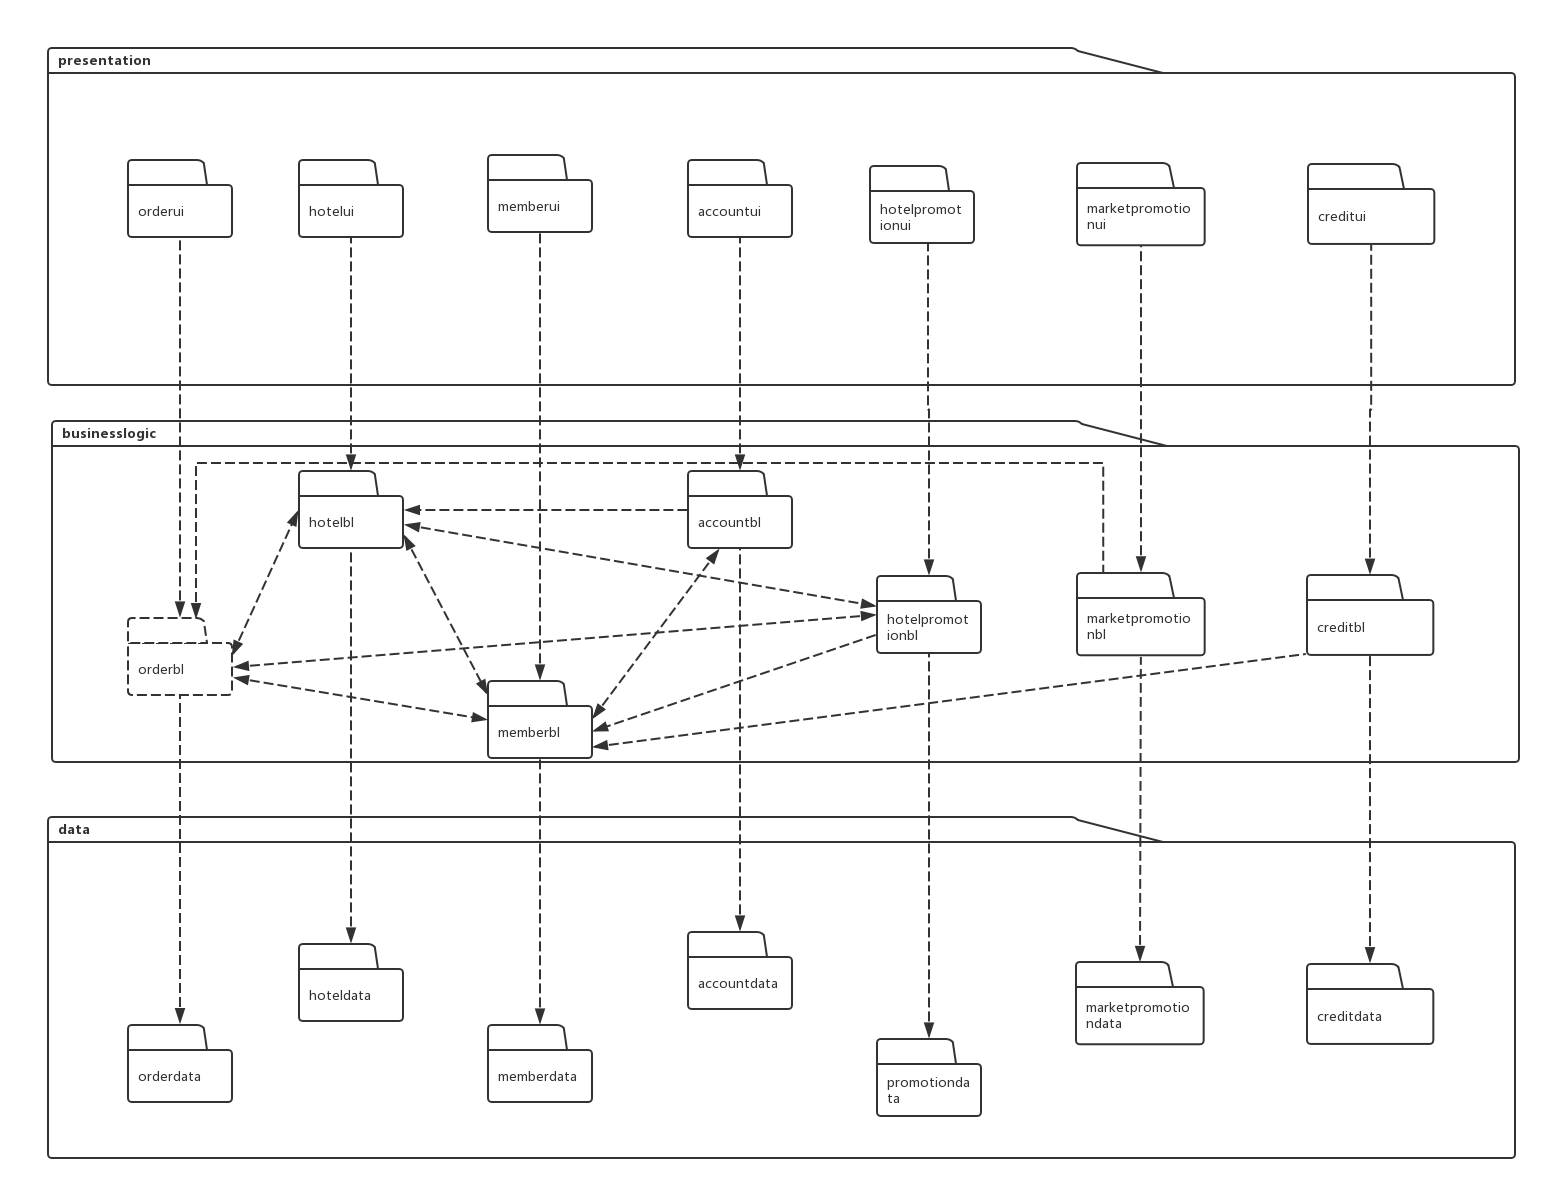 presentation
orderui
hotelui
memberui
accountui
hotelpromot
ionui
marketpromotio
nui
creditui
businesslogic
hotelbl
accountbl
hotelpromot
ionbl
marketpromotio
nbl
creditbl
orderbl
memberbl
data
accountdata
hoteldata
marketpromotio
ndata
creditdata
orderdata
memberdata
promotionda
ta